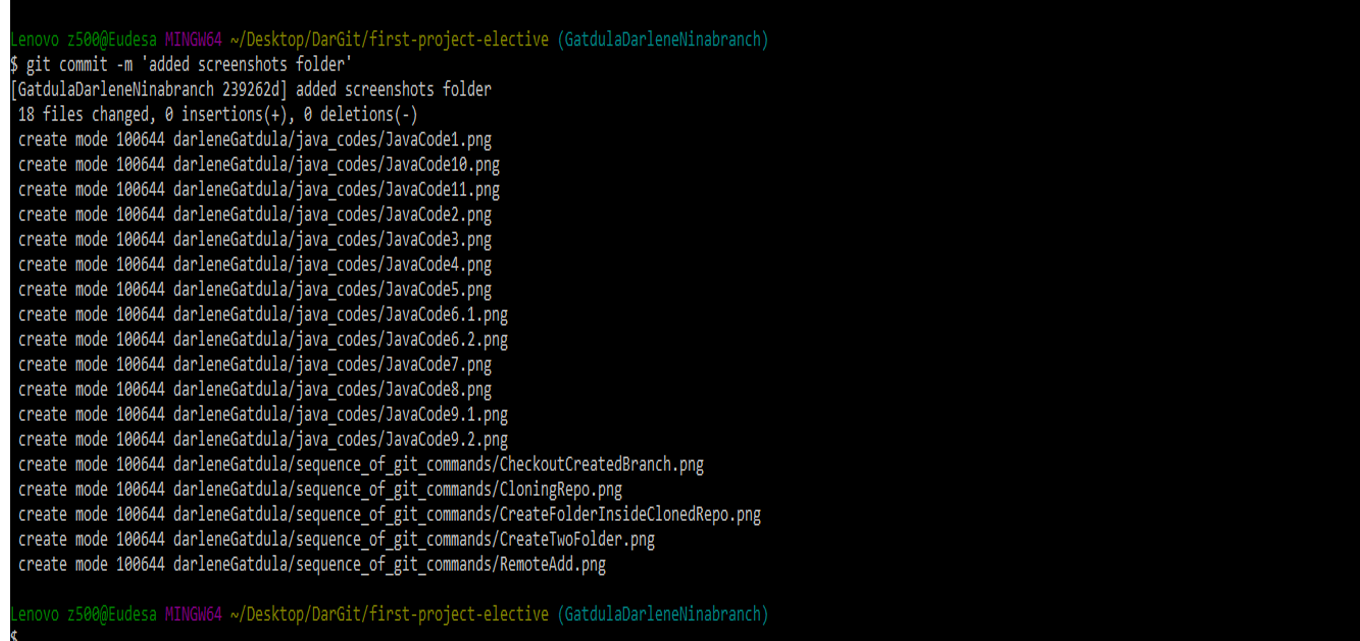 Lenovo z500@Eudesa MINGW64 ~/Desktop/DarGit/first-project-elective (GatdulaDarleneNinabranch)
$ git commit -m 'added screenshots folder'
[GatdulaDarleneNinabranch 239262d] added screenshots folder
 18 files changed, 0 insertions(+), 0 deletions(-)
 create mode 100644 darleneGatdula/java_codes/JavaCode1.png
 create mode 100644 darleneGatdula/java_codes/JavaCode10.png
 create mode 100644 darleneGatdula/java_codes/JavaCode11.png
 create mode 100644 darleneGatdula/java_codes/JavaCode2.png
 create mode 100644 darleneGatdula/java_codes/JavaCode3.png
 create mode 100644 darleneGatdula/java_codes/JavaCode4.png
 create mode 100644 darleneGatdula/java_codes/JavaCode5.png
 create mode 100644 darleneGatdula/java_codes/JavaCode6.1.png
 create mode 100644 darleneGatdula/java_codes/JavaCode6.2.png
 create mode 100644 darleneGatdula/java_codes/JavaCode7.png
 create mode 100644 darleneGatdula/java_codes/JavaCode8.png
 create mode 100644 darleneGatdula/java_codes/JavaCode9.1.png
 create mode 100644 darleneGatdula/java_codes/JavaCode9.2.png
 create mode 100644 darleneGatdula/sequence_of_git_commands/CheckoutCreatedBranch.png
 create mode 100644 darleneGatdula/sequence_of_git_commands/CloningRepo.png
 create mode 100644 darleneGatdula/sequence_of_git_commands/CreateFolderInsideClonedRepo.png
 create mode 100644 darleneGatdula/sequence_of_git_commands/CreateTwoFolder.png
 create mode 100644 darleneGatdula/sequence_of_git_commands/RemoteAdd.png
Lenovo z500@Eudesa MINGW64 ~/Desktop/DarGit/first-project-elective (GatdulaDarleneNinabranch)
$